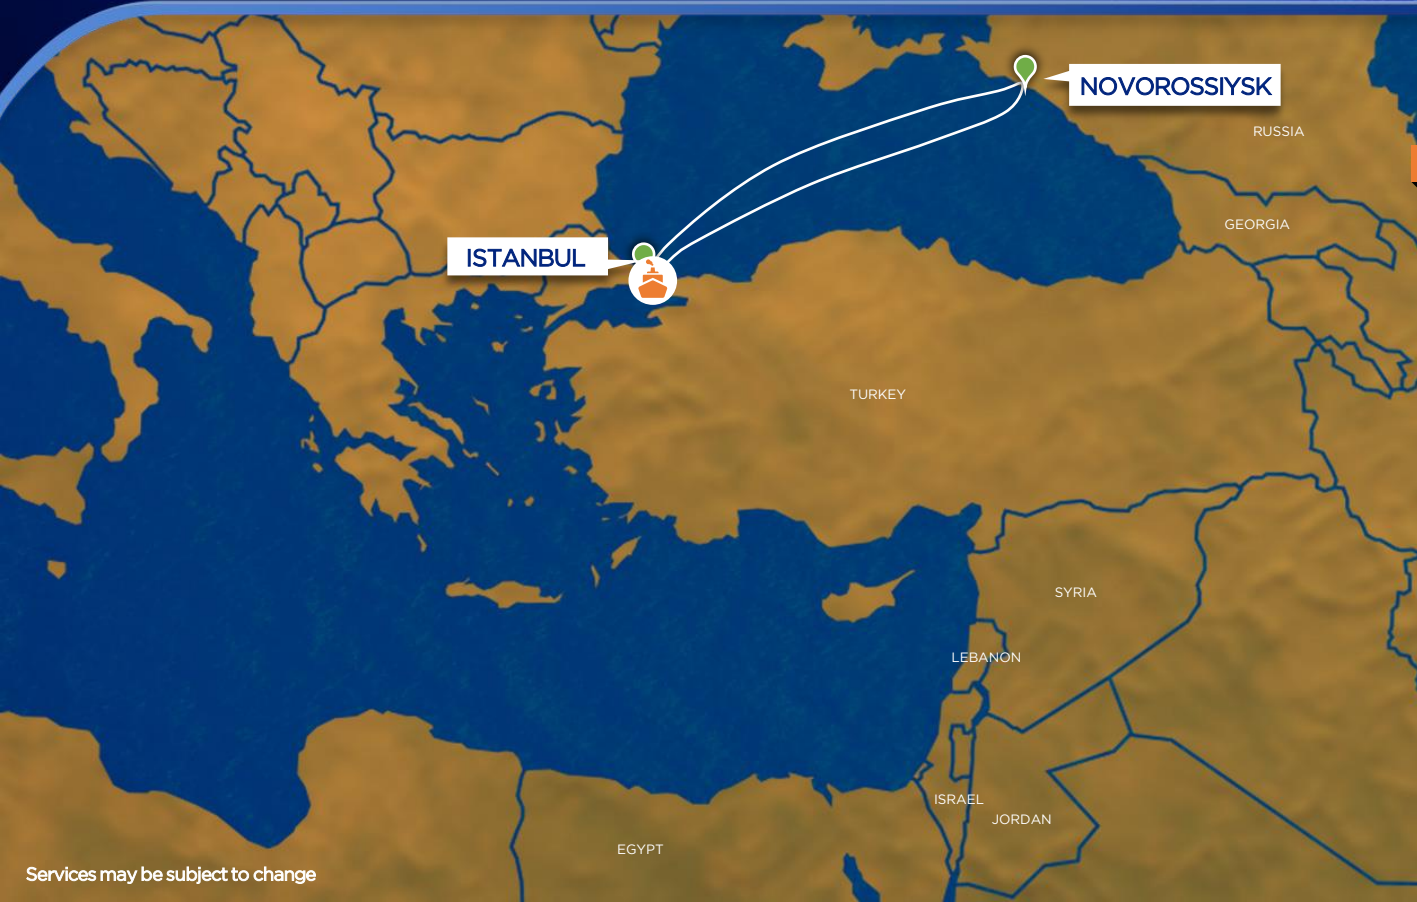 NOVOROSSIYSK
RUSSIA
GEORGIA
ISTANBUL
TURKEY
SYRIA
LEBANON
ISRAEL
JORDAN
EGYPT
Services may be subject to change